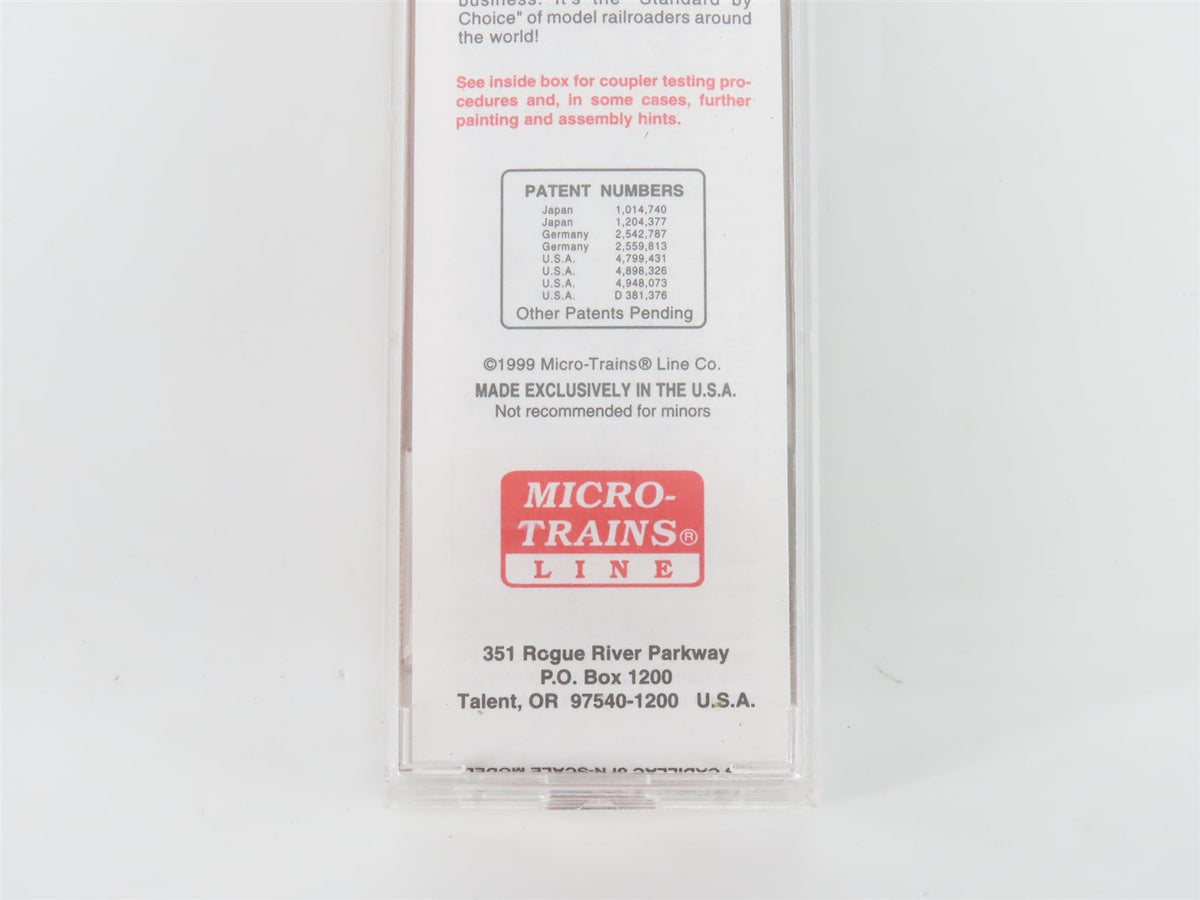 business. It's the "Standard by
Choice" of model railroaders around
the world!
See inside box for coupler testing pro-
cedures and, in some cases, further
painting and assembly hints.
PATENT NUMBERS
Japan 1,014,740
Japan 1,204,377
Germany 2,542,787
Germany 2,559,813
U.S.A. 4,799,431
U.S.A. 4,898,326
U.S.A. 4,948,073
U.S.A. D 381,376
Other Patents Pending
©1999 Micro-Trains® Line Co.
MADE EXCLUSIVELY IN THE U.S.A.
Not recommended for minors
MICRO-
TRAINS®
LINE
351 Rogue River Parkway
P.O. Box 1200
Talent, OR 97540-1200 U.S.A.
CADILLAC OF N-SCALE MODEL